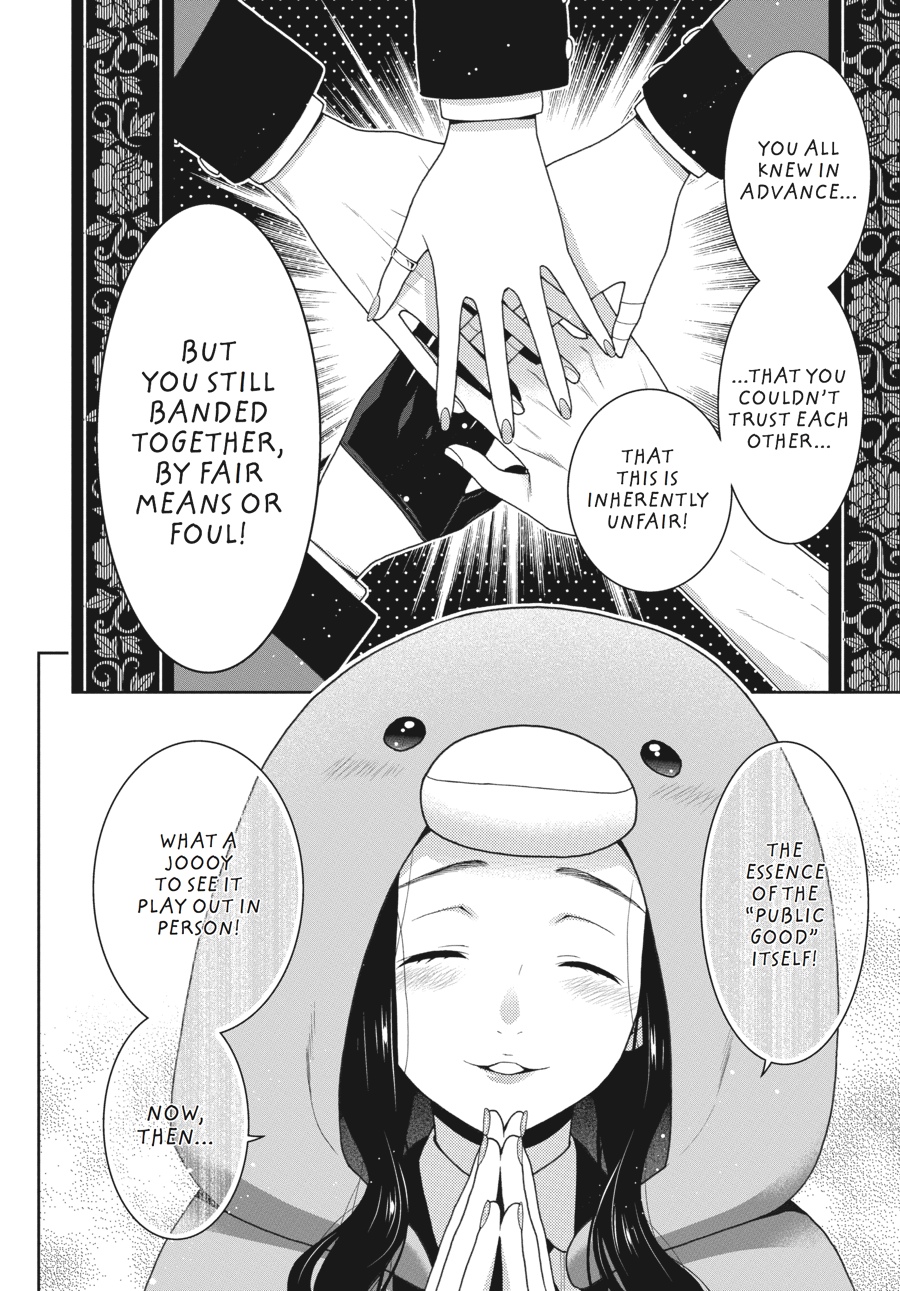 YOU ALL
KNEW IN
ADVANCE...
...THAT YOU
COULDN'T
TRUST EACH
OTHER...
THAT
THIS IS
INHERENTLY
UNFAIR!
BUT
YOU STILL
BANDED
TOGETHER,
BY FAIR
MEANS OR
FOUL!
THE
ESSENCE
OF THE
“PUBLIC
GOOD”
ITSELF!
WHAT A
JOOOY
TO SEE IT
PLAY OUT IN
PERSON!
NOW,
THEN...